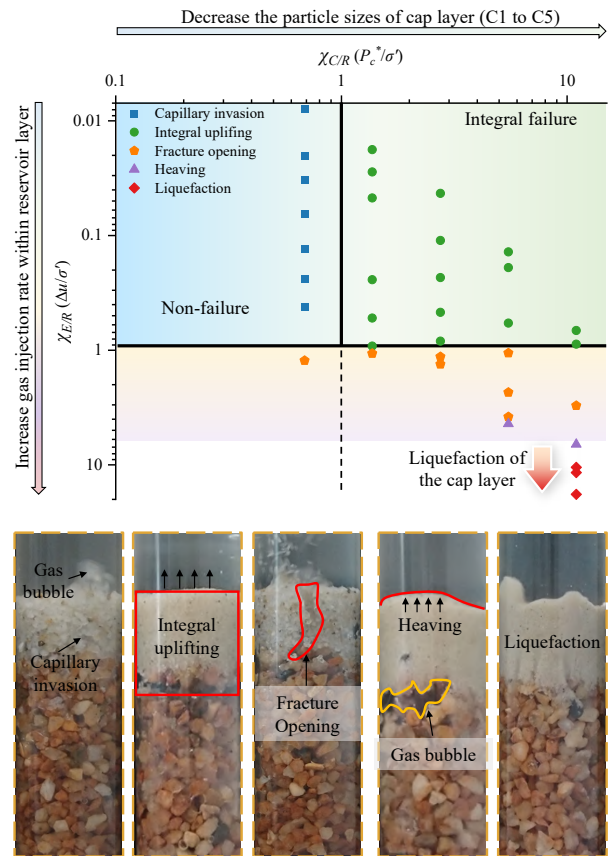 Decrease the particle sizes of cap layer (C1 to C5)
χC/R (Pc*/σ′)
0.1 1 10
Increase gas injection rate within reservoir layer
χE/R (Δu/σ′)
0.01
0.1
1
10
Capillary invasion
Integral uplifing
Fracture opening
Heaving
Liquefaction
Integral failure
Non-failure
Liquefaction of
the cap layer
Gas
bubble
Capillary
invasion
Integral
uplifting
Fracture
Opening
Heaving
Gas bubble
Liquefaction